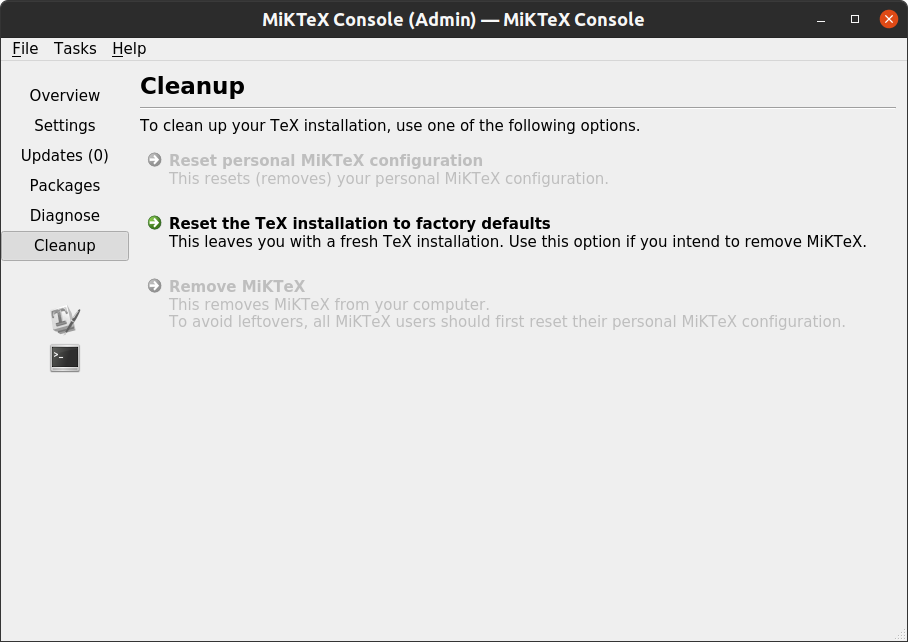 MiKTeX Console (Admin) — MiKTeX Console
File Tasks Help
Overview
Settings
Updates (0)
Packages
Diagnose
Cleanup
Cleanup
To clean up your TeX installation, use one of the following options.
Reset personal MiKTeX configuration
This resets (removes) your personal MiKTeX configuration.
Reset the TeX installation to factory defaults
This leaves you with a fresh TeX installation. Use this option if you intend to remove MiKTeX.
Remove MiKTeX
This removes MiKTeX from your computer.
To avoid leftovers, all MiKTeX users should first reset their personal MiKTeX configuration.